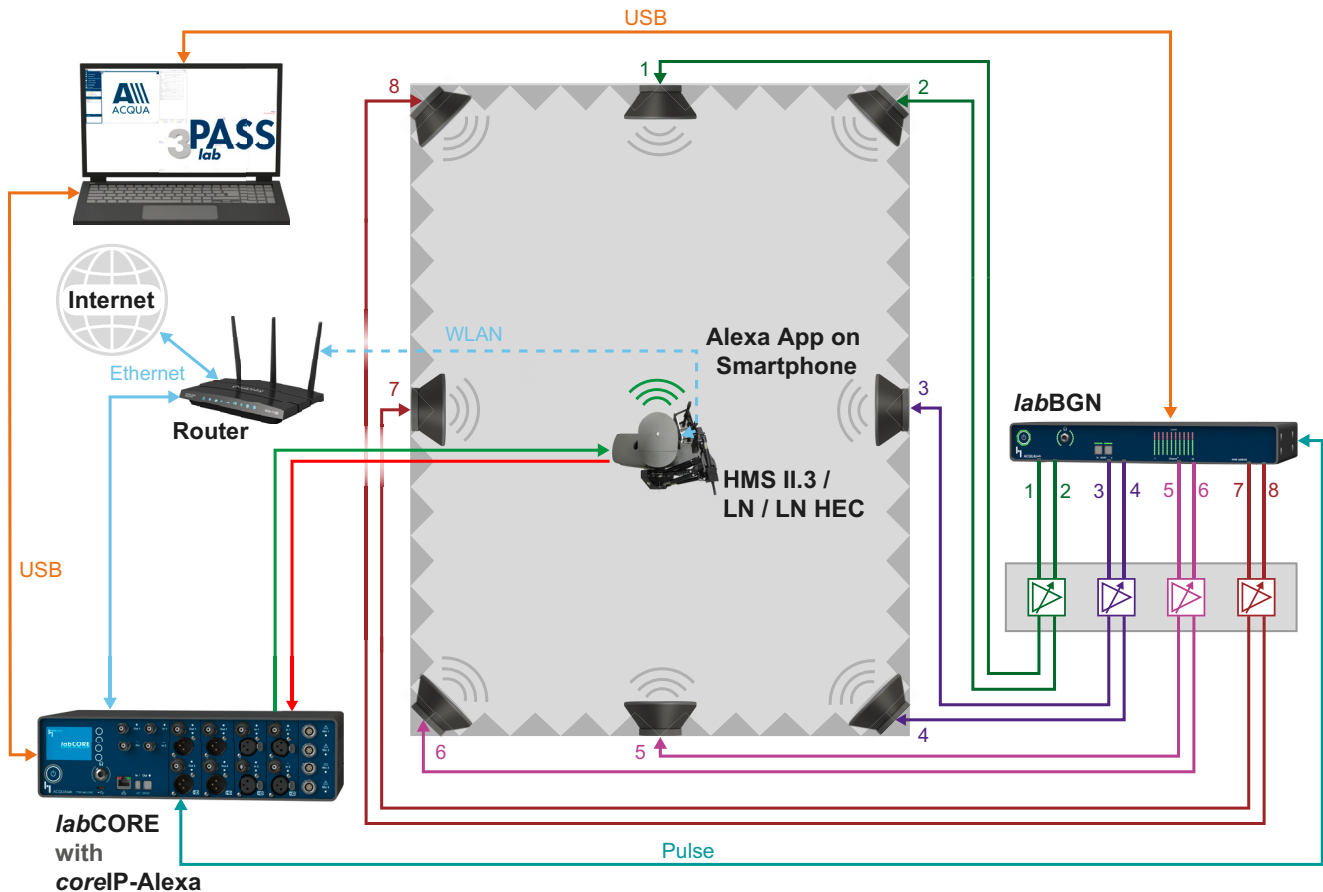 USB
ACQUA
3PASS
lab
1
2
8
Internet
WLAN
Alexa App on
Smartphone
Ethernet
7
3
labBGN
Router
HMS II.3 /
LN / LN HEC
1 2 3 4 5 6 7 8
USB
labCORE
6
5
4
labCORE
with
coreIP-Alexa
Pulse